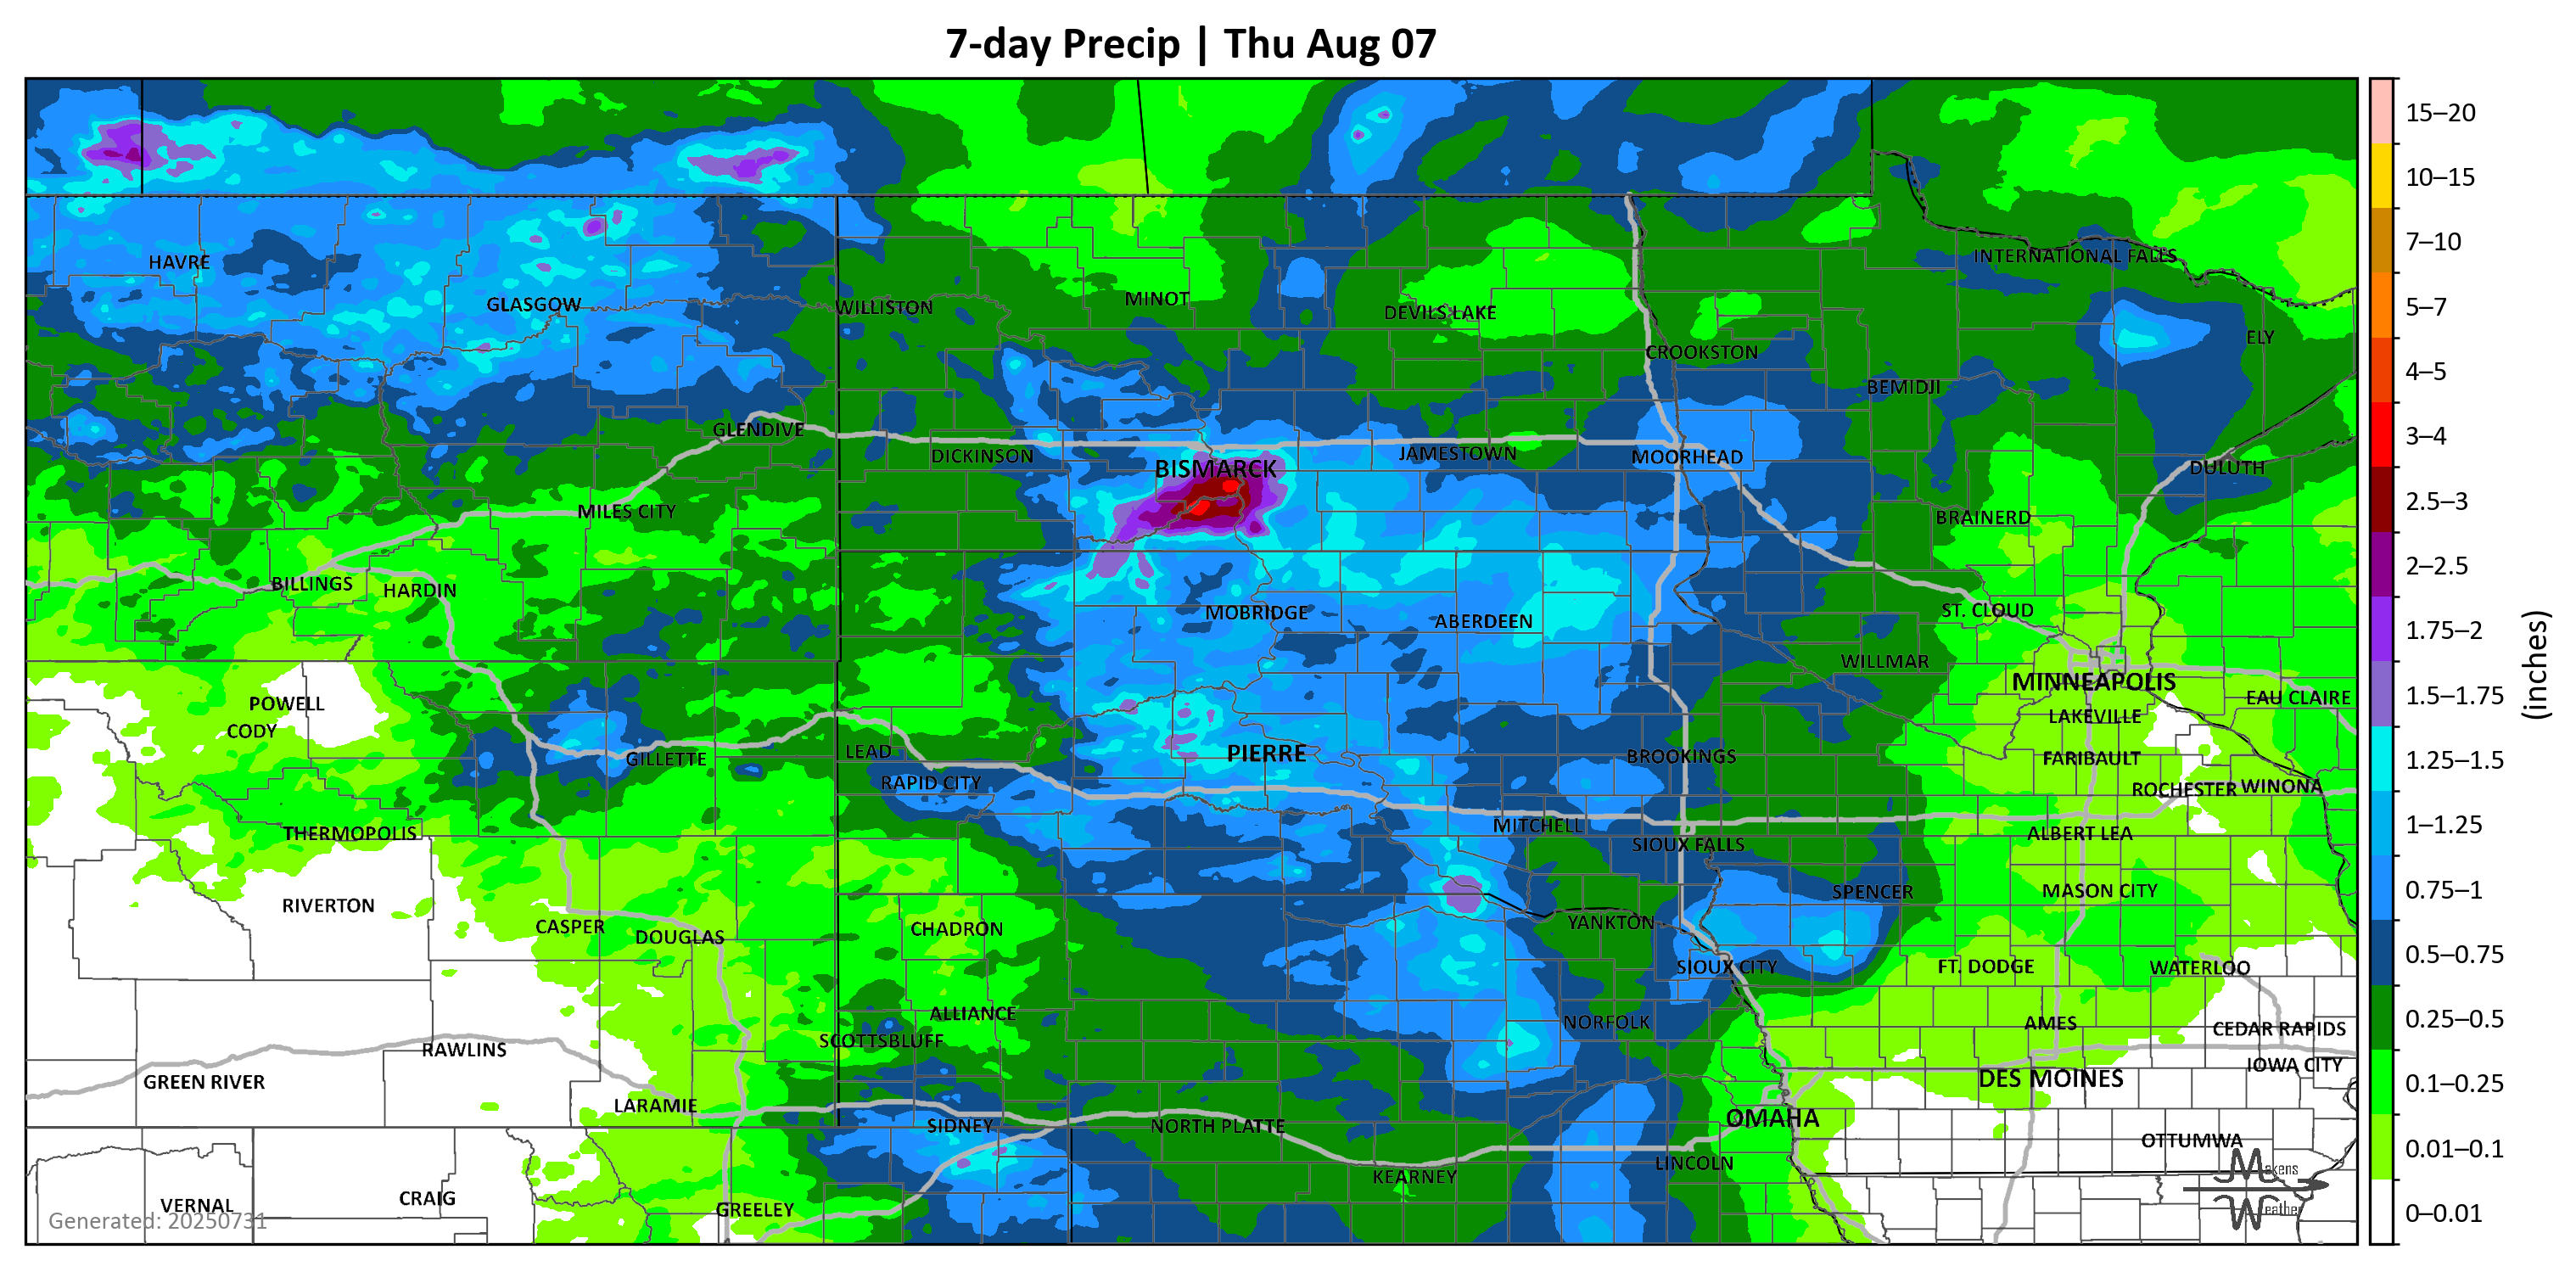 7-day Precip | Thu Aug 07
HAVRE
GLASGOW
WILLISTON
MINOT
DEVILS LAKE
INTERNATIONAL FALLS
ELY
CROOKSTON
BEMIDJI
GLENDIVE
DICKINSON
BISMARCK
JAMESTOWN
MOORHEAD
DULUTH
MILES CITY
BRAINERD
BILLINGS
HARDIN
MOBRIDGE
ABERDEEN
ST. CLOUD
WILLMAR
MINNEAPOLIS
EAU CLAIRE
POWELL
CODY
LAKEVILLE
GILLETTE
LEAD
PIERRE
BROOKINGS
FARIBAULT
RAPID CITY
ROCHESTER
WINONA
THERMOPOLIS
MITCHELL
SIOUX FALLS
ALBERT LEA
RIVERTON
SPENCER
MASON CITY
CASPER
DOUGLAS
CHADRON
YANKTON
SIOUX CITY
FT. DODGE
WATERLOO
ALLIANCE
SCOTTSBLUFF
NORFOLK
AMES
CEDAR RAPIDS
RAWLINS
IOWA CITY
GREEN RIVER
DES MOINES
LARAMIE
SIDNEY
NORTH PLATTE
OMAHA
OTTUMWA
KEARNEY
LINCOLN
VERNAL
CRAIG
GREELEY
Generated: 20250731
Makens
Weather
15–20
10–15
7–10
5–7
4–5
3–4
2.5–3
2–2.5
1.75–2
1.5–1.75
1.25–1.5
1–1.25
0.75–1
0.5–0.75
0.25–0.5
0.1–0.25
0.01–0.1
0–0.01
(inches)